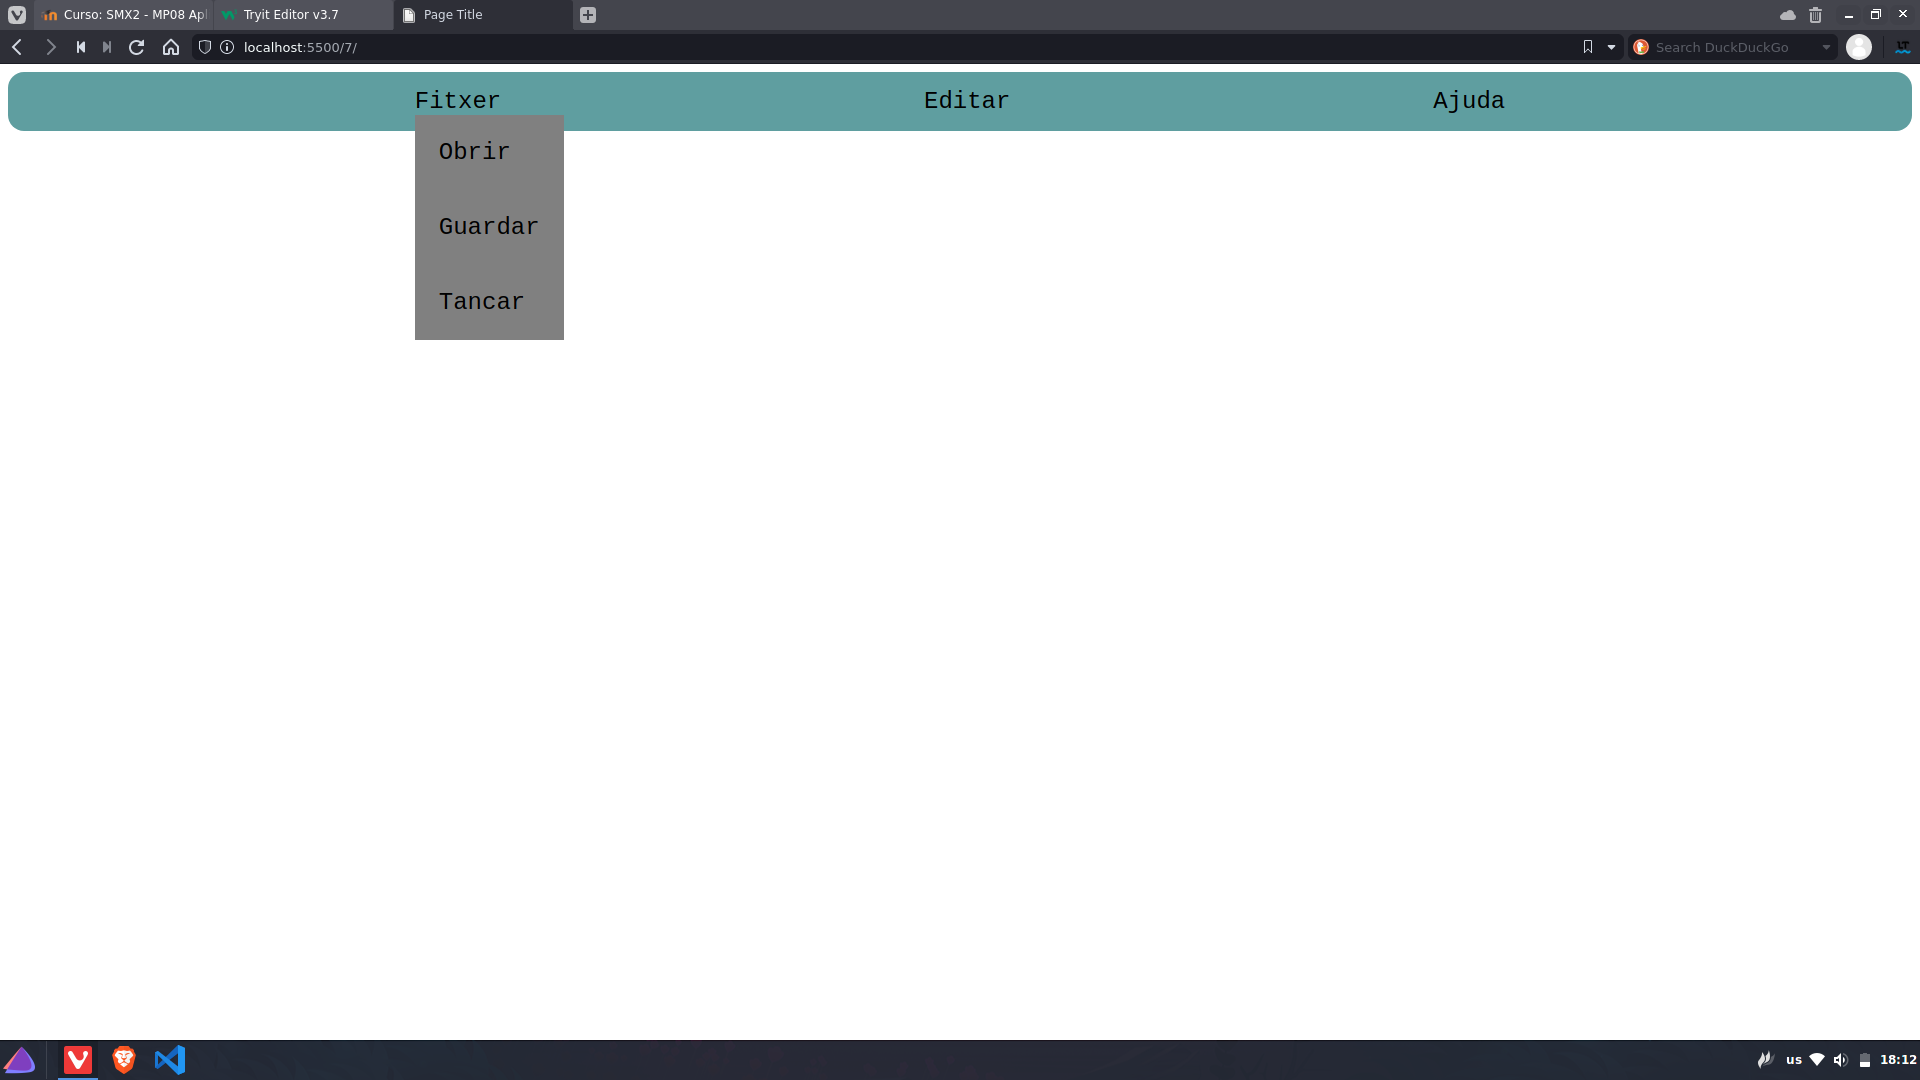 Curso: SMX2 - MP08 Apl
Tryit Editor v3.7
Page Title
localhost:5500/7/
Search DuckDuckGo
Fitxer
Editar
Ajuda
Obrir
Guardar
Tancar
us
18:12